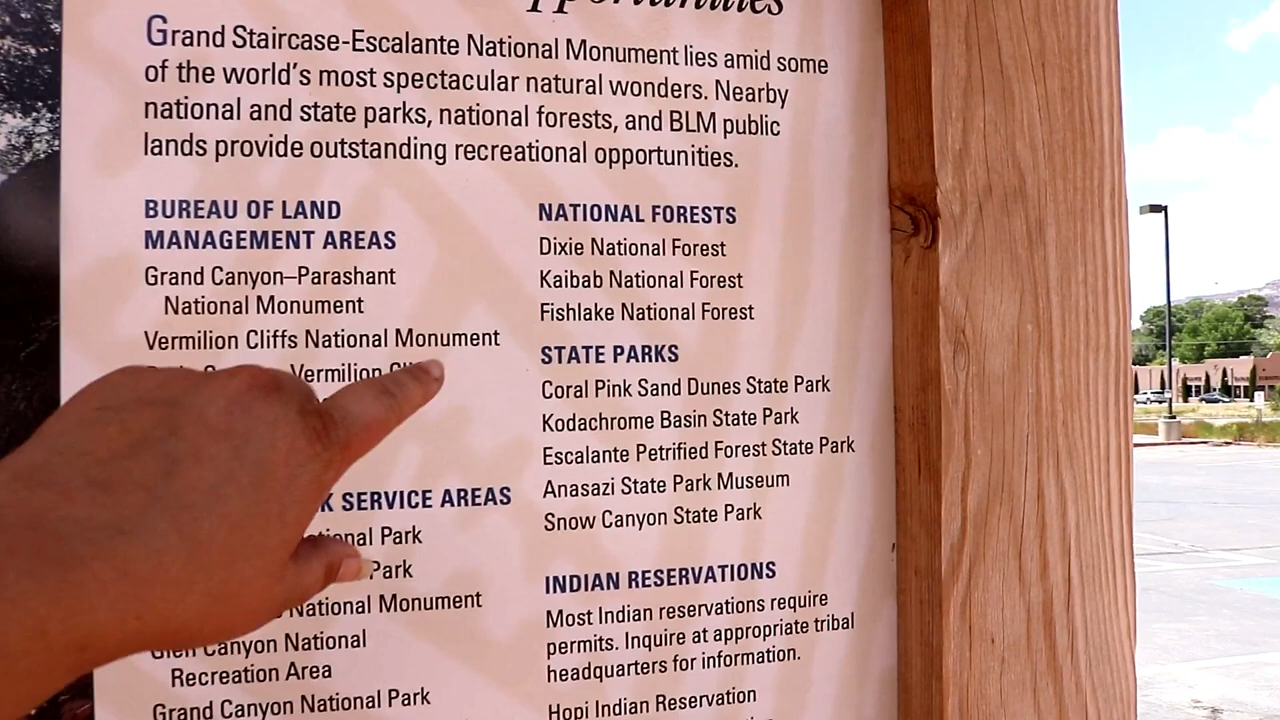 Grand Staircase-Escalante National Monument lies amid some
of the world's most spectacular natural wonders. Nearby
national and state parks, national forests, and BLM public
lands provide outstanding recreational opportunities.
BUREAU OF LAND
MANAGEMENT AREAS
Grand Canyon–Parashant
National Monument
Vermilion Cliffs National Monument
Vermilion
SERVICE AREAS
Park
Park
National Monument
Glen Canyon National
Recreation Area
Grand Canyon National Park
NATIONAL FORESTS
Dixie National Forest
Kaibab National Forest
Fishlake National Forest
STATE PARKS
Coral Pink Sand Dunes State Park
Kodachrome Basin State Park
Escalante Petrified Forest State Park
Anasazi State Park Museum
Snow Canyon State Park
INDIAN RESERVATIONS
Most Indian reservations require
permits. Inquire at appropriate tribal
headquarters for information.
Hopi Indian Reservation